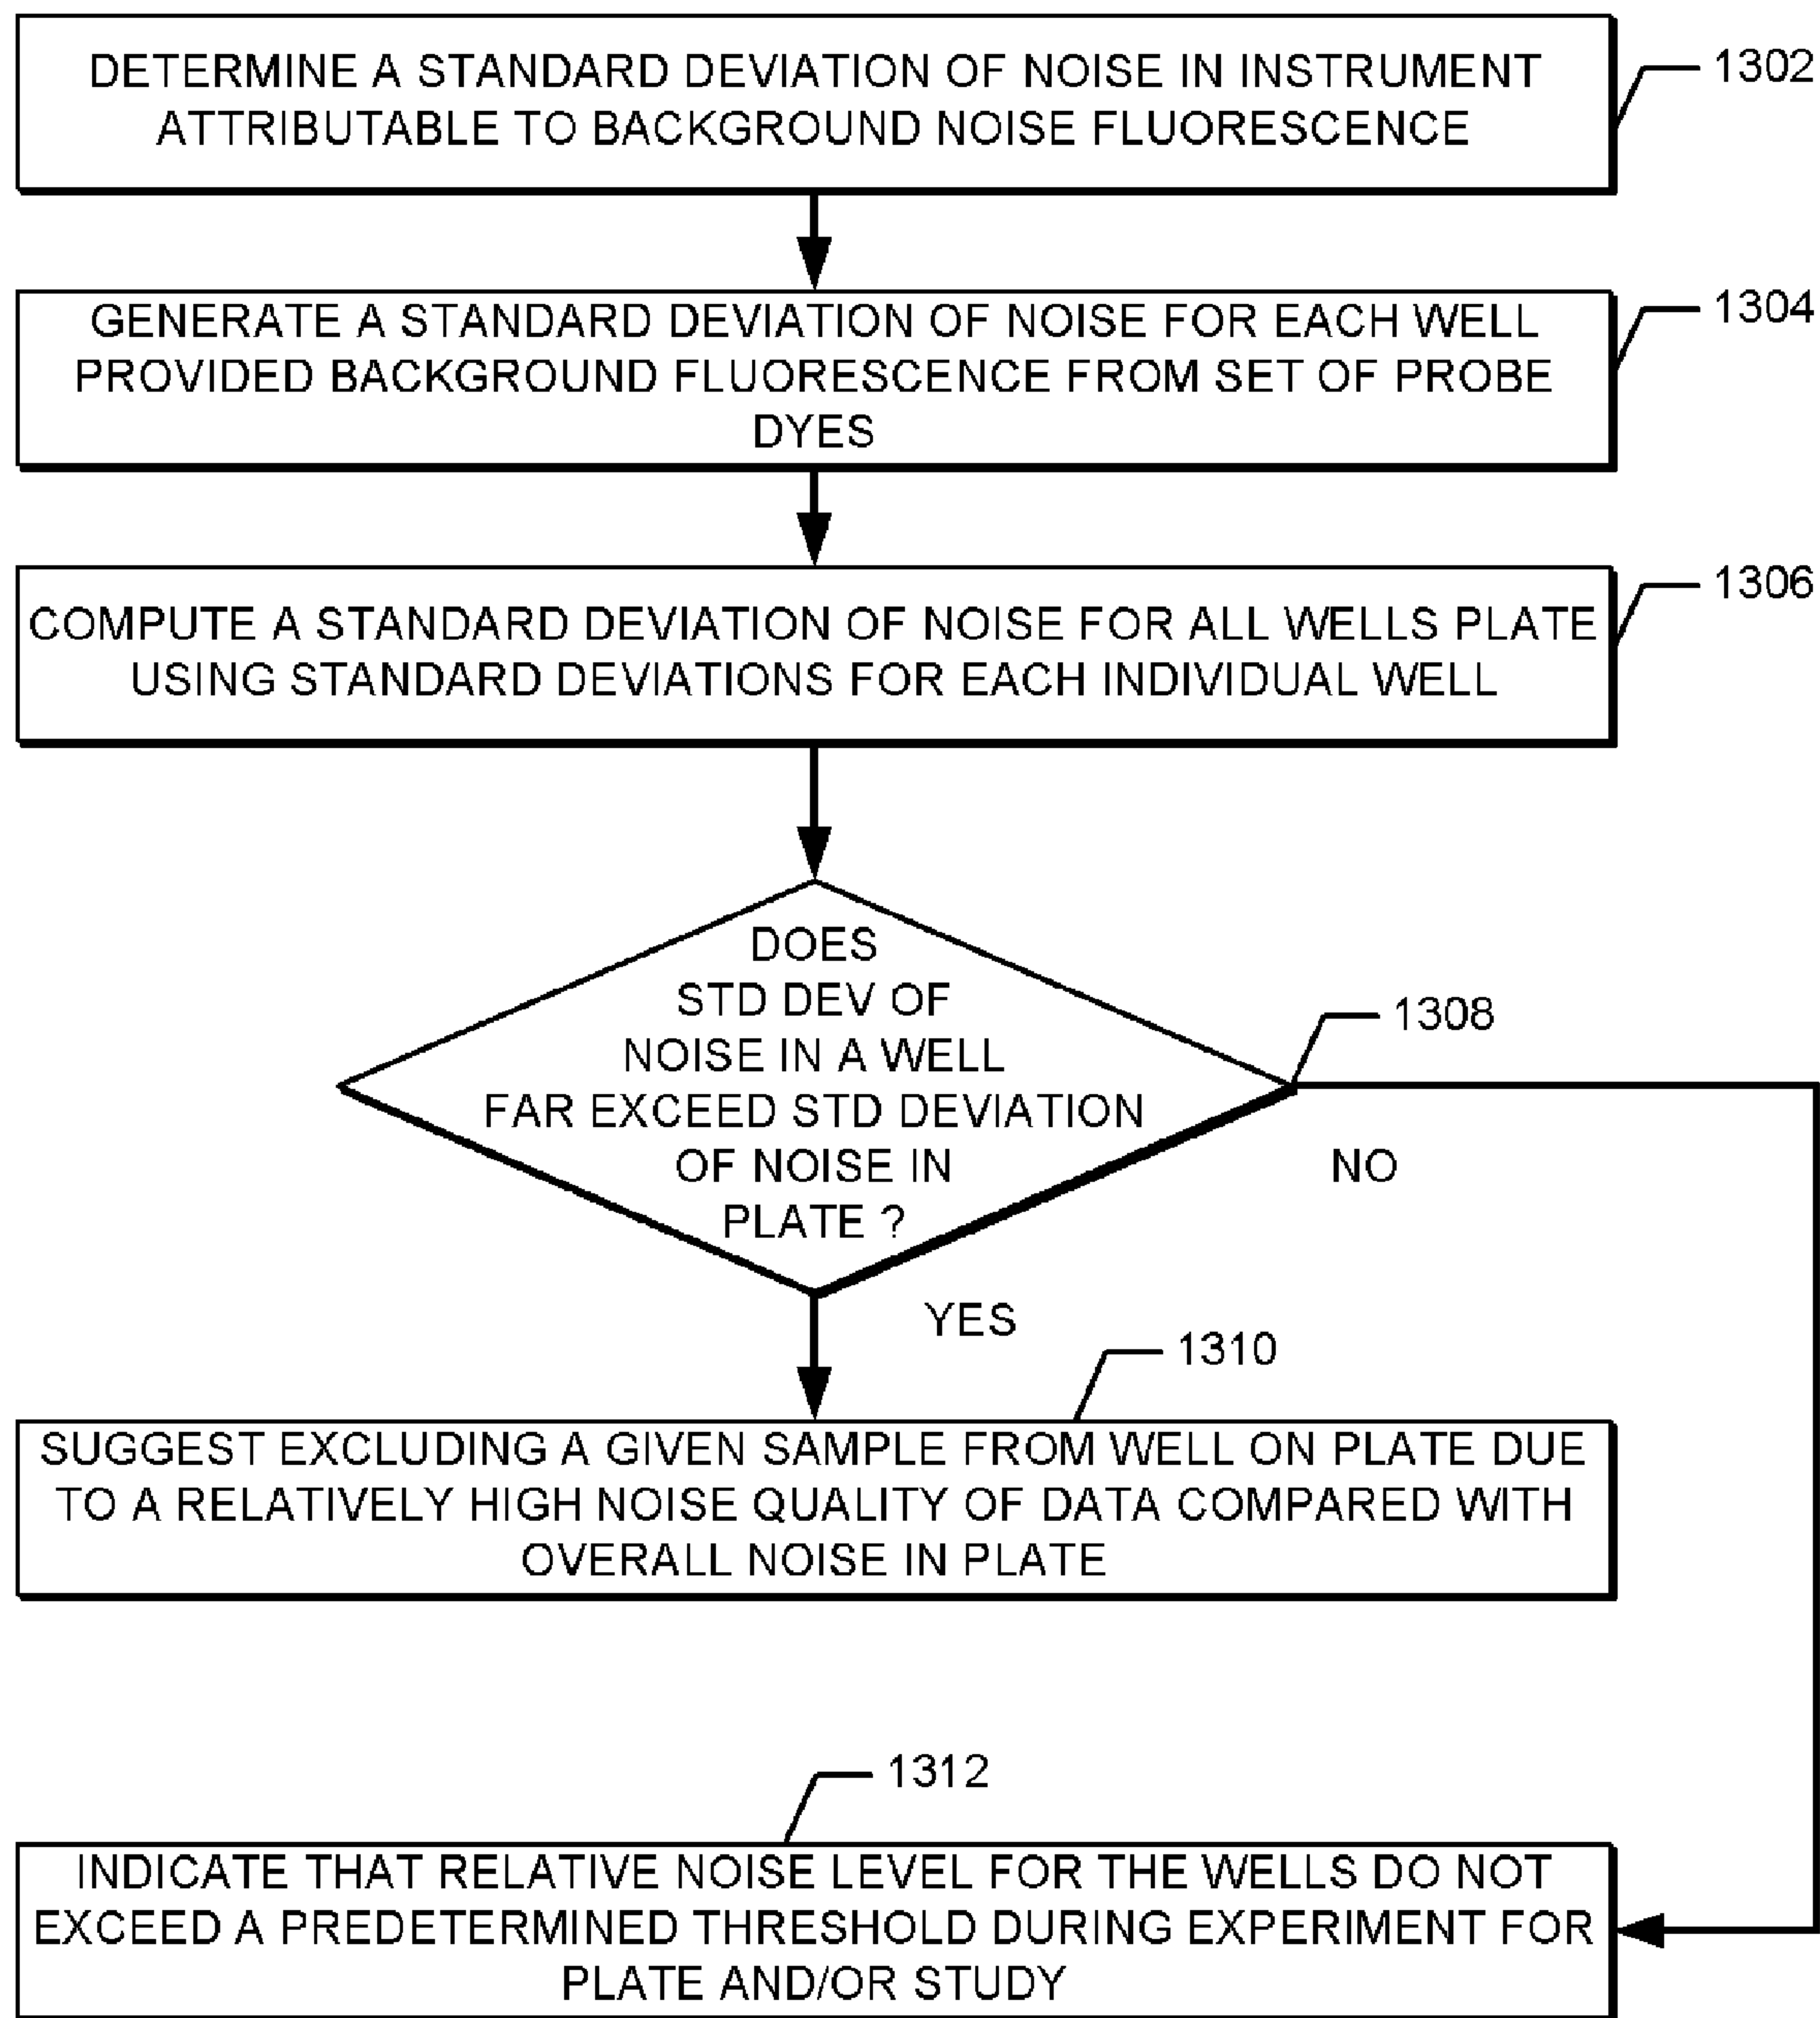 DETERMINE A STANDARD DEVIATION OF NOISE IN INSTRUMENT
ATTRIBUTABLE TO BACKGROUND NOISE FLUORESCENCE
1302
GENERATE A STANDARD DEVIATION OF NOISE FOR EACH WELL
PROVIDED BACKGROUND FLUORESCENCE FROM SET OF PROBE
DYES
1304
COMPUTE A STANDARD DEVIATION OF NOISE FOR ALL WELLS PLATE
USING STANDARD DEVIATIONS FOR EACH INDIVIDUAL WELL
1306
DOES
STD DEV OF
NOISE IN A WELL
FAR EXCEED STD DEVIATION
OF NOISE IN
PLATE ?
1308
NO
YES
1310
SUGGEST EXCLUDING A GIVEN SAMPLE FROM WELL ON PLATE DUE
TO A RELATIVELY HIGH NOISE QUALITY OF DATA COMPARED WITH
OVERALL NOISE IN PLATE
1312
INDICATE THAT RELATIVE NOISE LEVEL FOR THE WELLS DO NOT
EXCEED A PREDETERMINED THRESHOLD DURING EXPERIMENT FOR
PLATE AND/OR STUDY